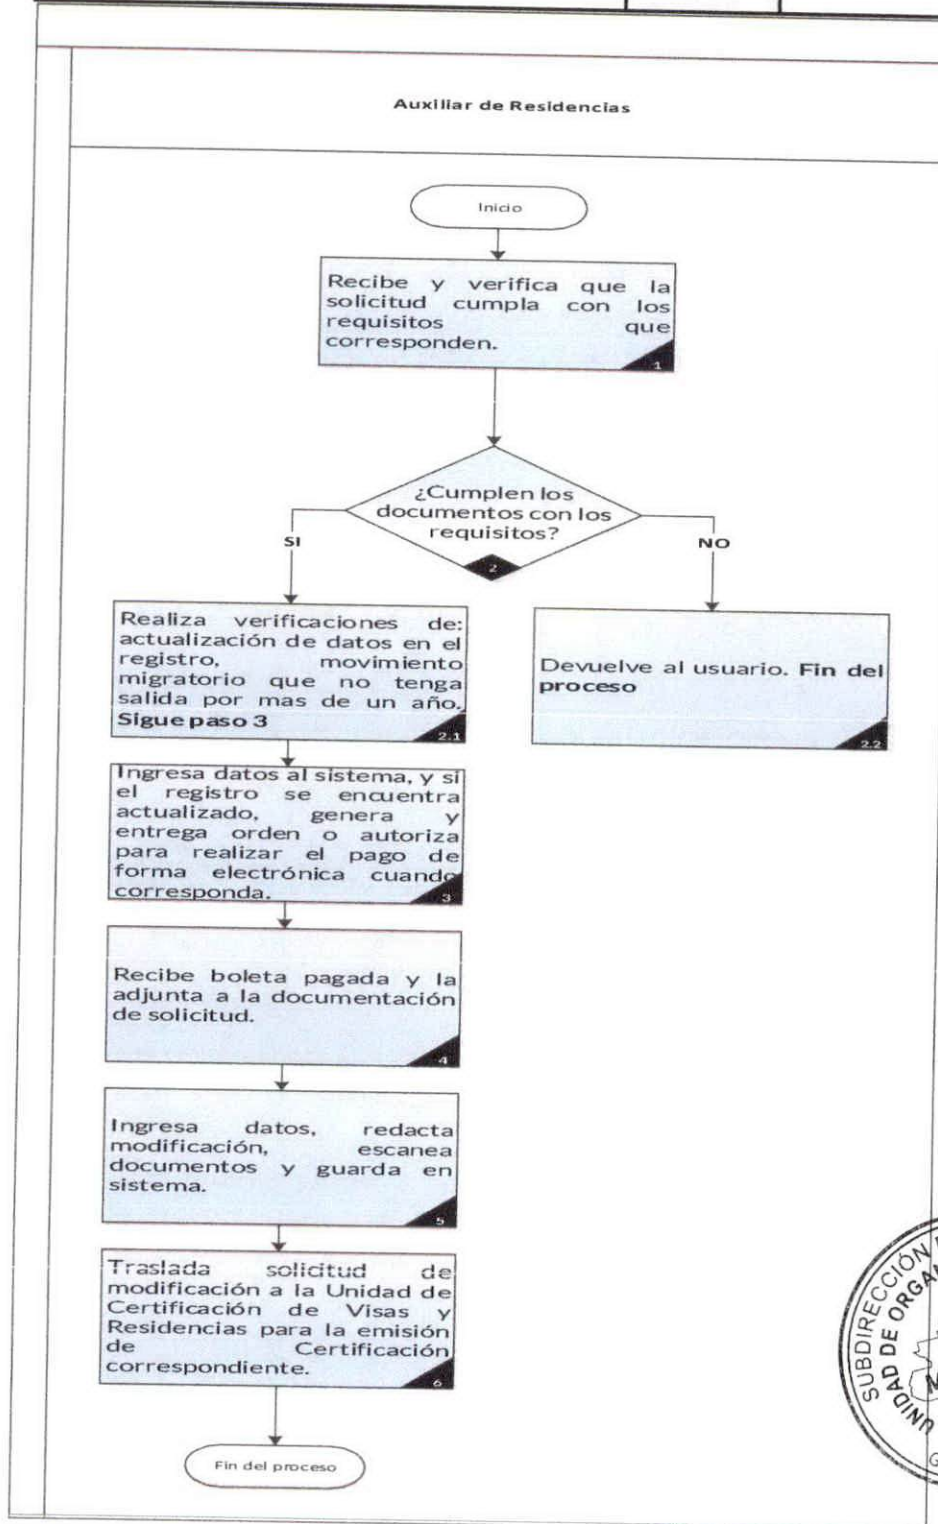 Auxiliar de Residencias
Inicio
Recibe y verifica que la
solicitud cumpla con los
requisitos que
corresponden.
1
¿Cumplen los
documentos con los
requisitos?
2
SI
NO
Realiza verificaciones de:
actualización de datos en el
registro, movimiento
migratorio que no tenga
salida por mas de un año.
Sigue paso 3
2.1
Devuelve al usuario. Fin del
proceso
2.2
Ingresa datos al sistema, y si
el registro se encuentra
actualizado, genera y
entrega orden o autoriza
para realizar el pago de
forma electrónica cuando
corresponda.
3
Recibe boleta pagada y la
adjunta a la documentación
de solicitud.
4
Ingresa datos, redacta
modificación, escanea
documentos y guarda en
sistema.
5
Traslada solicitud de
modificación a la Unidad de
Certificación de Visas y
Residencias para la emisión
de Certificación
correspondiente.
6
Fin del proceso
SUBDIRECCIÓN
UNIDAD DE